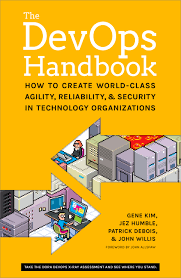 The
DevOps
Handbook
HOW TO CREATE WORLD-CLASS
AGILITY, RELIABILITY, & SECURITY
IN TECHNOLOGY ORGANIZATIONS
GENE KIM,
JEZ HUMBLE,
PATRICK DEBOIS,
& JOHN WILLIS
FOREWORD BY JOHN ALLSPAW
TAKE THE DORA DEVOPS X-RAY ASSESSMENT AND SEE WHERE YOU STAND.